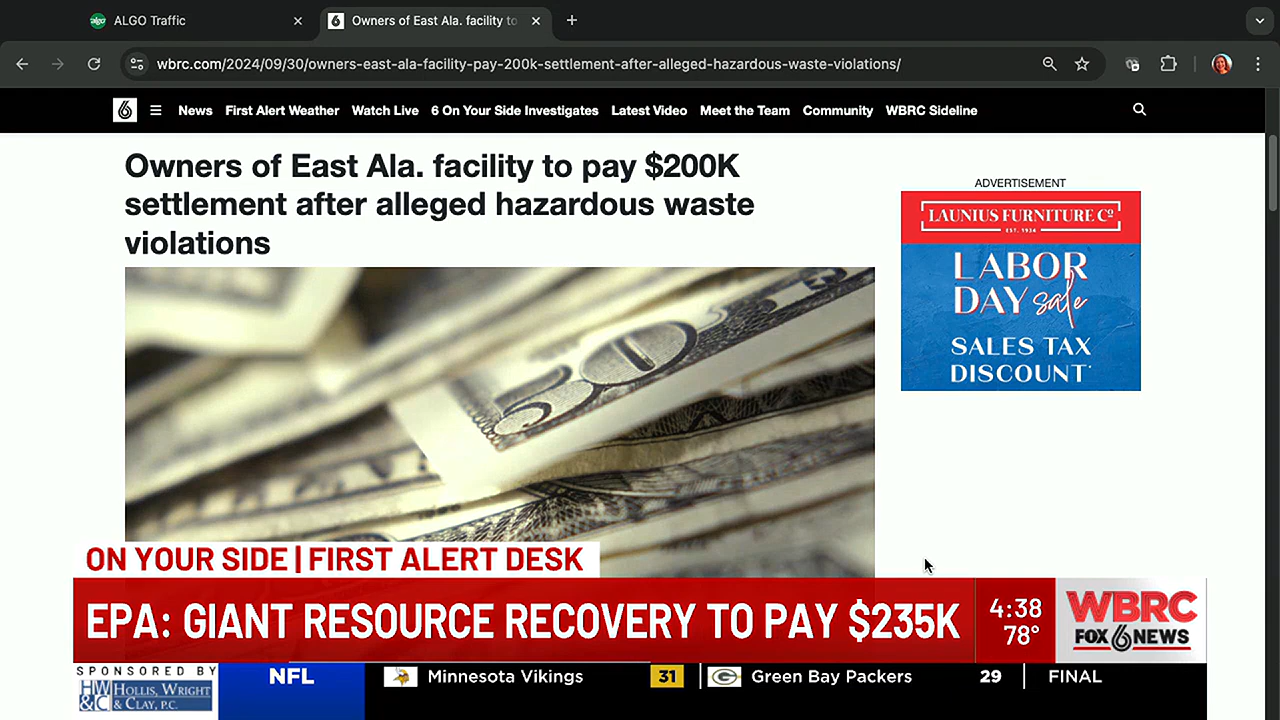 ALGO Traffic
Owners of East Ala. facility to
wbrc.com/2024/09/30/owners-east-ala-facility-pay-200k-settlement-after-alleged-hazardous-waste-violations/
6 News First Alert Weather Watch Live 6 On Your Side Investigates Latest Video Meet the Team Community WBRC Sideline
Owners of East Ala. facility to pay $200K
settlement after alleged hazardous waste
violations
ADVERTISEMENT
LAUNIUS FURNITURE Cº
EST. 1936
LABOR
DAY sale
SALES TAX
DISCOUNT*
50
ON YOUR SIDE | FIRST ALERT DESK
EPA: GIANT RESOURCE RECOVERY TO PAY $235K
4:38
78°
WBRC
FOX 6 NEWS
SPONSORED BY
HW&C HOLLIS, WRIGHT
& CLAY, P.C.
NFL Minnesota Vikings 31 Green Bay Packers 29 FINAL